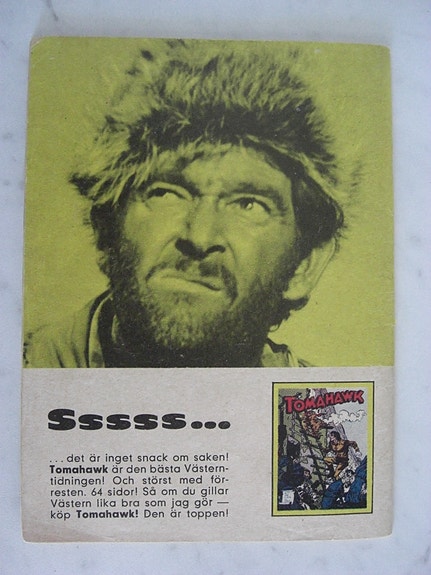 Sssss...
...det är inget snack om saken!
Tomahawk är den bästa Västern-
tidningen! Och störst med för-
resten. 64 sidor! Så om du gillar
Västern lika bra som jag gör —
köp Tomahawk! Den är toppen!
TOMAHAWK